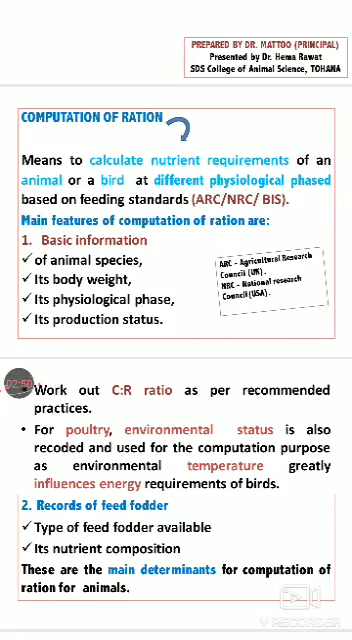 PREPARED BY DR. MATTOO (PRINCIPAL)
Presented by Dr. Hema Rawat
SDS College of Animal Science, TOHANA
COMPUTATION OF RATION
Means to calculate nutrient requirements of an
animal or a bird at different physiological phased
based on feeding standards (ARC/NRC/ BIS).
Main features of computation of ration are:
1. Basic information
✓ of animal species,
✓ Its body weight,
✓ Its physiological phase,
✓ Its production status.
ARC – Agricultural Research
Council (UK).
NRC – National research
Council (USA).
02:50
Work out C:R ratio as per recommended
practices.
• For poultry, environmental status is also
recoded and used for the computation purpose
as environmental temperature greatly
influences energy requirements of birds.
2. Records of feed fodder
✓ Type of feed fodder available
✓ Its nutrient composition
These are the main determinants for computation of
ration for animals.
V RECORDER